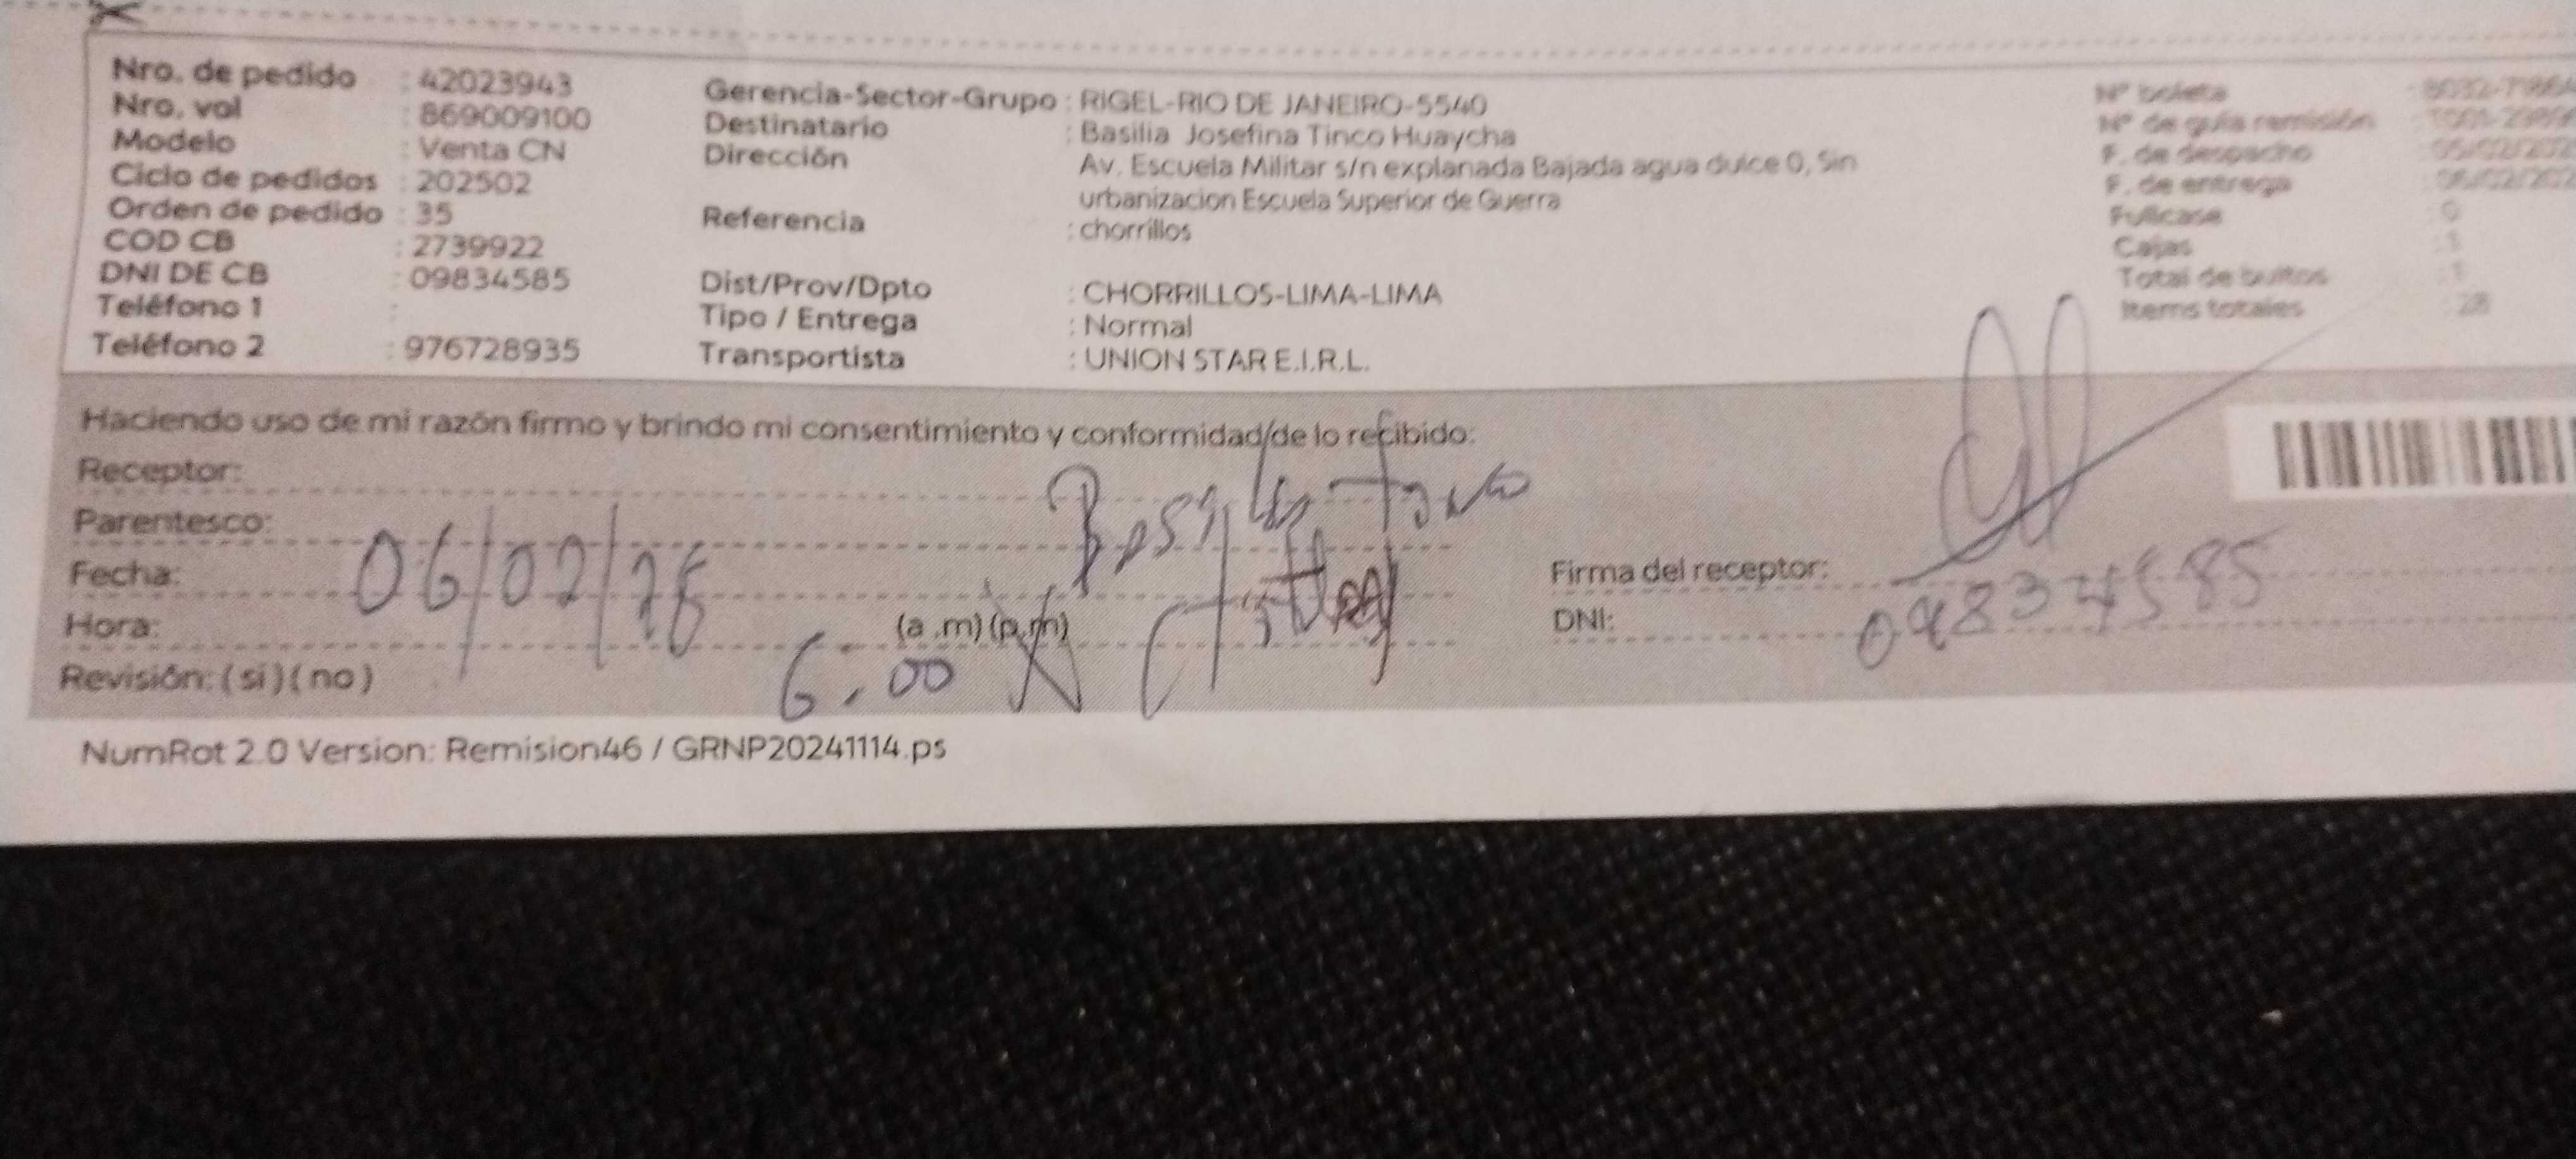 Nro. de pedido : 42023943
Nro. vol : 869009100
Modelo : Venta CN
Ciclo de pedidos : 202502
Orden de pedido : 35
COD CB : 2739922
DNI DE CB : 09834585
Teléfono 1 :
Teléfono 2 : 976728935
Gerencia-Sector-Grupo : RIGEL-RIO DE JANEIRO-5540
Destinatario : Basilia Josefina Tinco Huaycha
Dirección Av. Escuela Militar s/n explanada Bajada agua dulce 0, Sin
urbanizacion Escuela Superior de Guerra
Referencia : chorrillos
Dist/Prov/Dpto : CHORRILLOS-LIMA-LIMA
Tipo / Entrega : Normal
Transportista : UNION STAR E.I.R.L.
Nº boleta
Nº de guía remisión
F. de despacho
F. de entrega
Fullcase : 0
Cajas : 1
Total de bultos : 1
Items totales : 28
Haciendo uso de mi razón firmo y brindo mi consentimiento y conformidad de lo recibido:
Receptor:
Parentesco:
Fecha: 06/02/
Hora: 6.00 (a .m) (p.m)
Revisión: ( si ) ( no )
Firma del receptor:
DNI: 09834585
NumRot 2.0 Version: Remision46 / GRNP20241114.ps